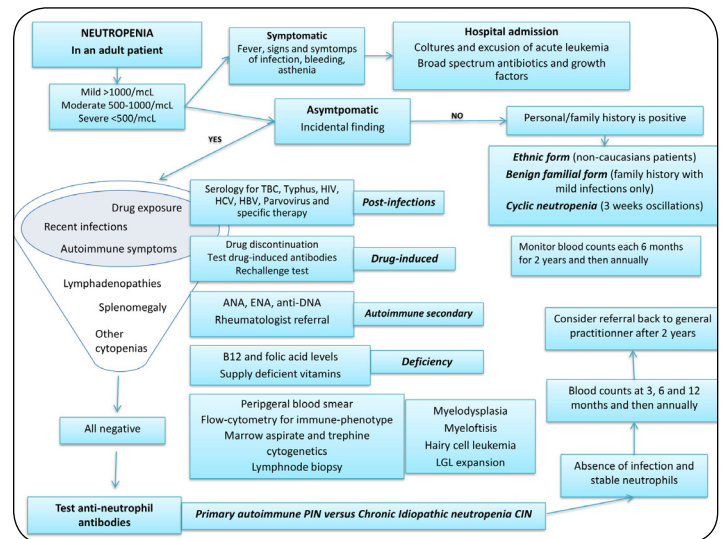 NEUTROPENIA
In an adult patient
Mild >1000/mcL
Moderate 500-1000/mcL
Severe <500/mcL
Symptomatic
Fever, signs and symtomps
of infection, bleeding,
asthenia
Hospital admission
Coltures and excusion of acute leukemia
Broad spectrum antibiotics and growth
factors
Asymtpomatic
Incidental finding
NO
YES
Personal/family history is positive
Ethnic form (non-caucasians patients)
Benign familial form (family history with
mild infections only)
Cyclic neutropenia (3 weeks oscillations)
Monitor blood counts each 6 months
for 2 years and then annually
Drug exposure
Recent infections
Autoimmune symptoms
Lymphadenopathies
Splenomegaly
Other
cytopenias
Serology for TBC, Typhus, HIV,
HCV, HBV, Parvovirus and
specific therapy
Post-infections
Drug discontinuation
Test drug-induced antibodies
Rechallenge test
Drug-induced
ANA, ENA, anti-DNA
Rheumatologist referral
Autoimmune secondary
B12 and folic acid levels
Supply deficient vitamins
Deficiency
Peripgeral blood smear
Flow-cytometry for immune-phenotype
Marrow aspirate and trephine
cytogenetics
Lymphnode biopsy
Myelodysplasia
Myeloftisis
Hairy cell leukemia
LGL expansion
All negative
Test anti-neutrophil
antibodies
Primary autoimmune PIN versus Chronic Idiopathic neutropenia CIN
Absence of infection and
stable neutrophils
Blood counts at 3, 6 and 12
months and then annually
Consider referral back to general
practitionner after 2 years